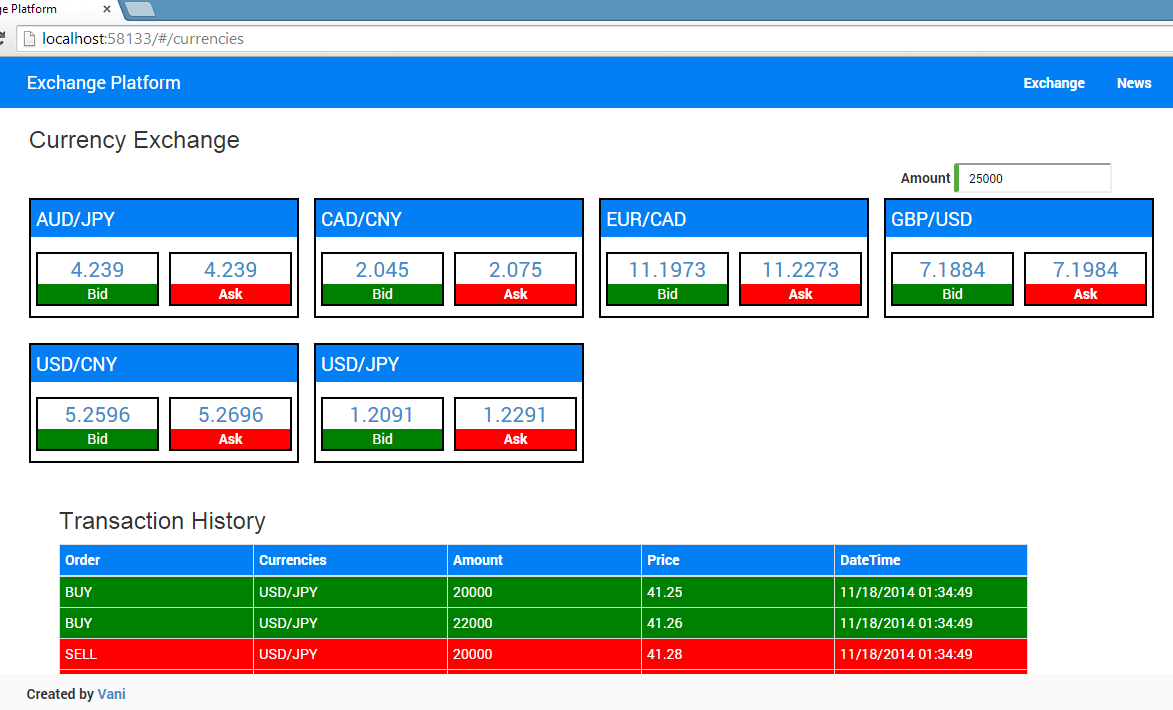 ge Platform
localhost:58133/#/currencies
Exchange Platform Exchange News
Currency Exchange
Amount 25000
AUD/JPY CAD/CNY EUR/CAD GBP/USD
4.239 4.239 2.045 2.075 11.1973 11.2273 7.1884 7.1984
Bid Ask Bid Ask Bid Ask Bid Ask
USD/CNY USD/JPY
5.2596 5.2696 1.2091 1.2291
Bid Ask Bid Ask
Transaction History
Order Currencies Amount Price DateTime
BUY USD/JPY 20000 41.25 11/18/2014 01:34:49
BUY USD/JPY 22000 41.26 11/18/2014 01:34:49
SELL USD/JPY 20000 41.28 11/18/2014 01:34:49
Created by Vani